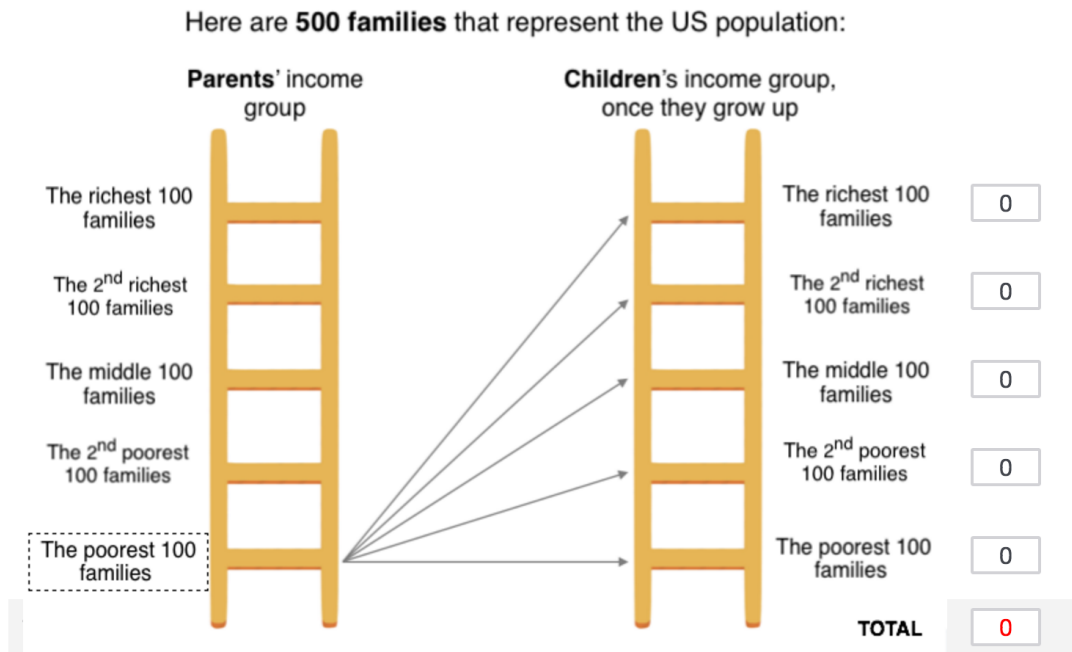 Here are 500 families that represent the US population:
Parents' income
group
Children's income group,
once they grow up
The richest 100
families
The richest 100
families
0
The 2nd richest
100 families
The 2nd richest
100 families
0
The middle 100
families
The middle 100
families
0
The 2nd poorest
100 families
The 2nd poorest
100 families
0
The poorest 100
families
The poorest 100
families
0
TOTAL
0